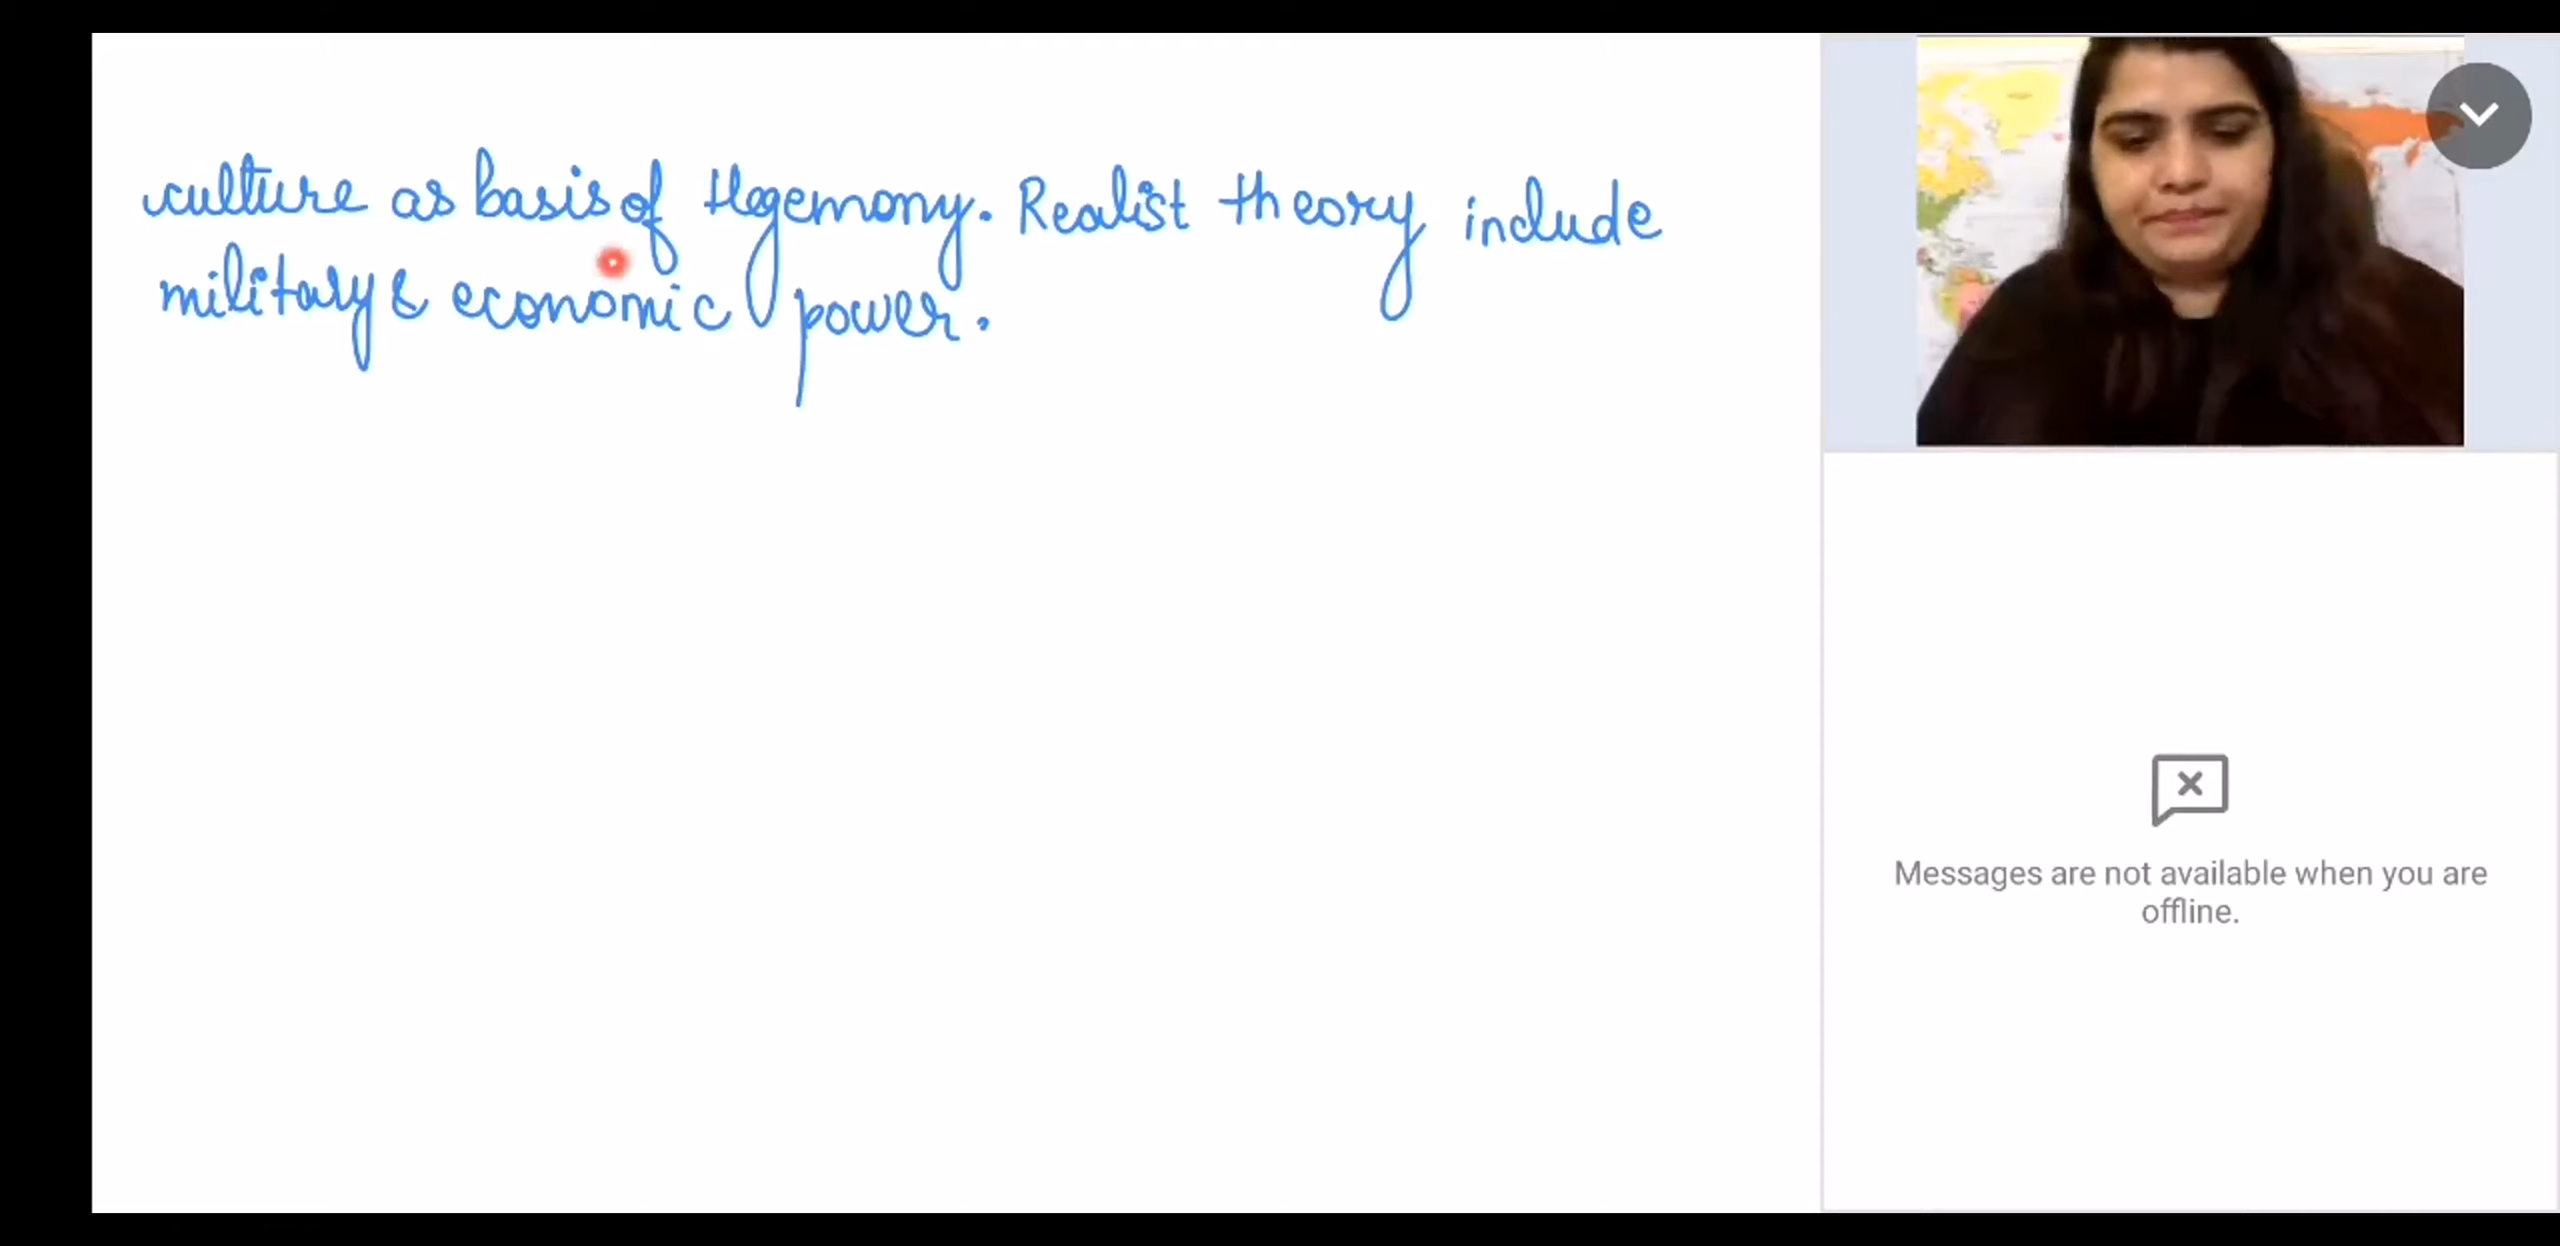 culture as basis of Hegemony. Realist theory include
military & economic power.
Messages are not available when you are
offline.